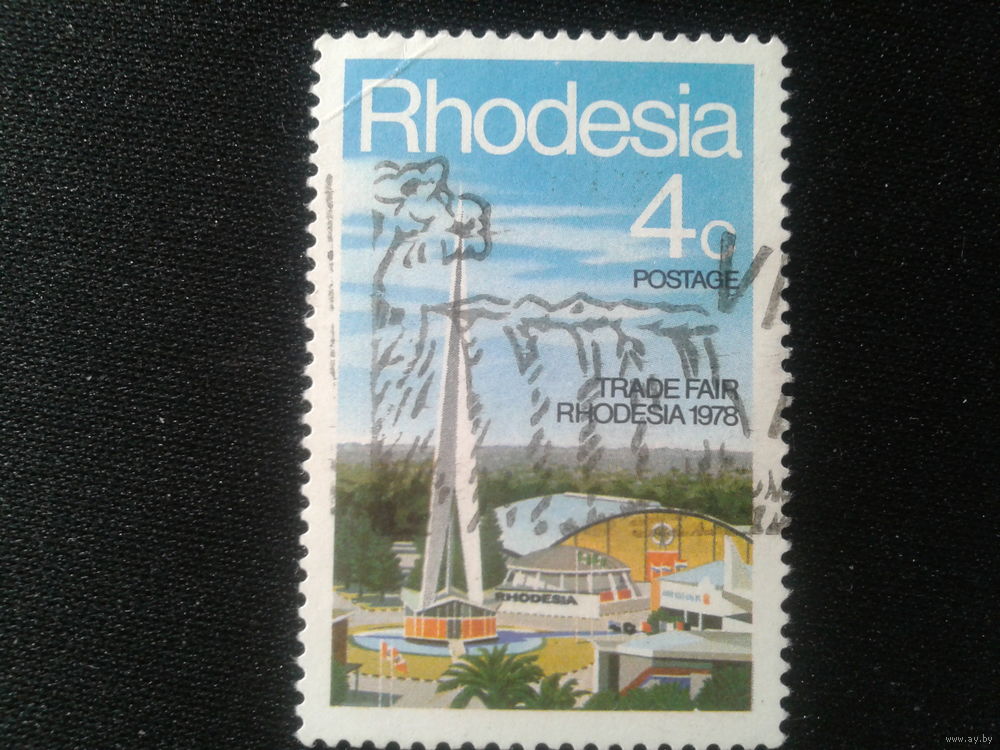 Rhodesia
4c
POSTAGE
TRADE FAIR
RHODESIA 1978
RHODESIA
www.ay.by